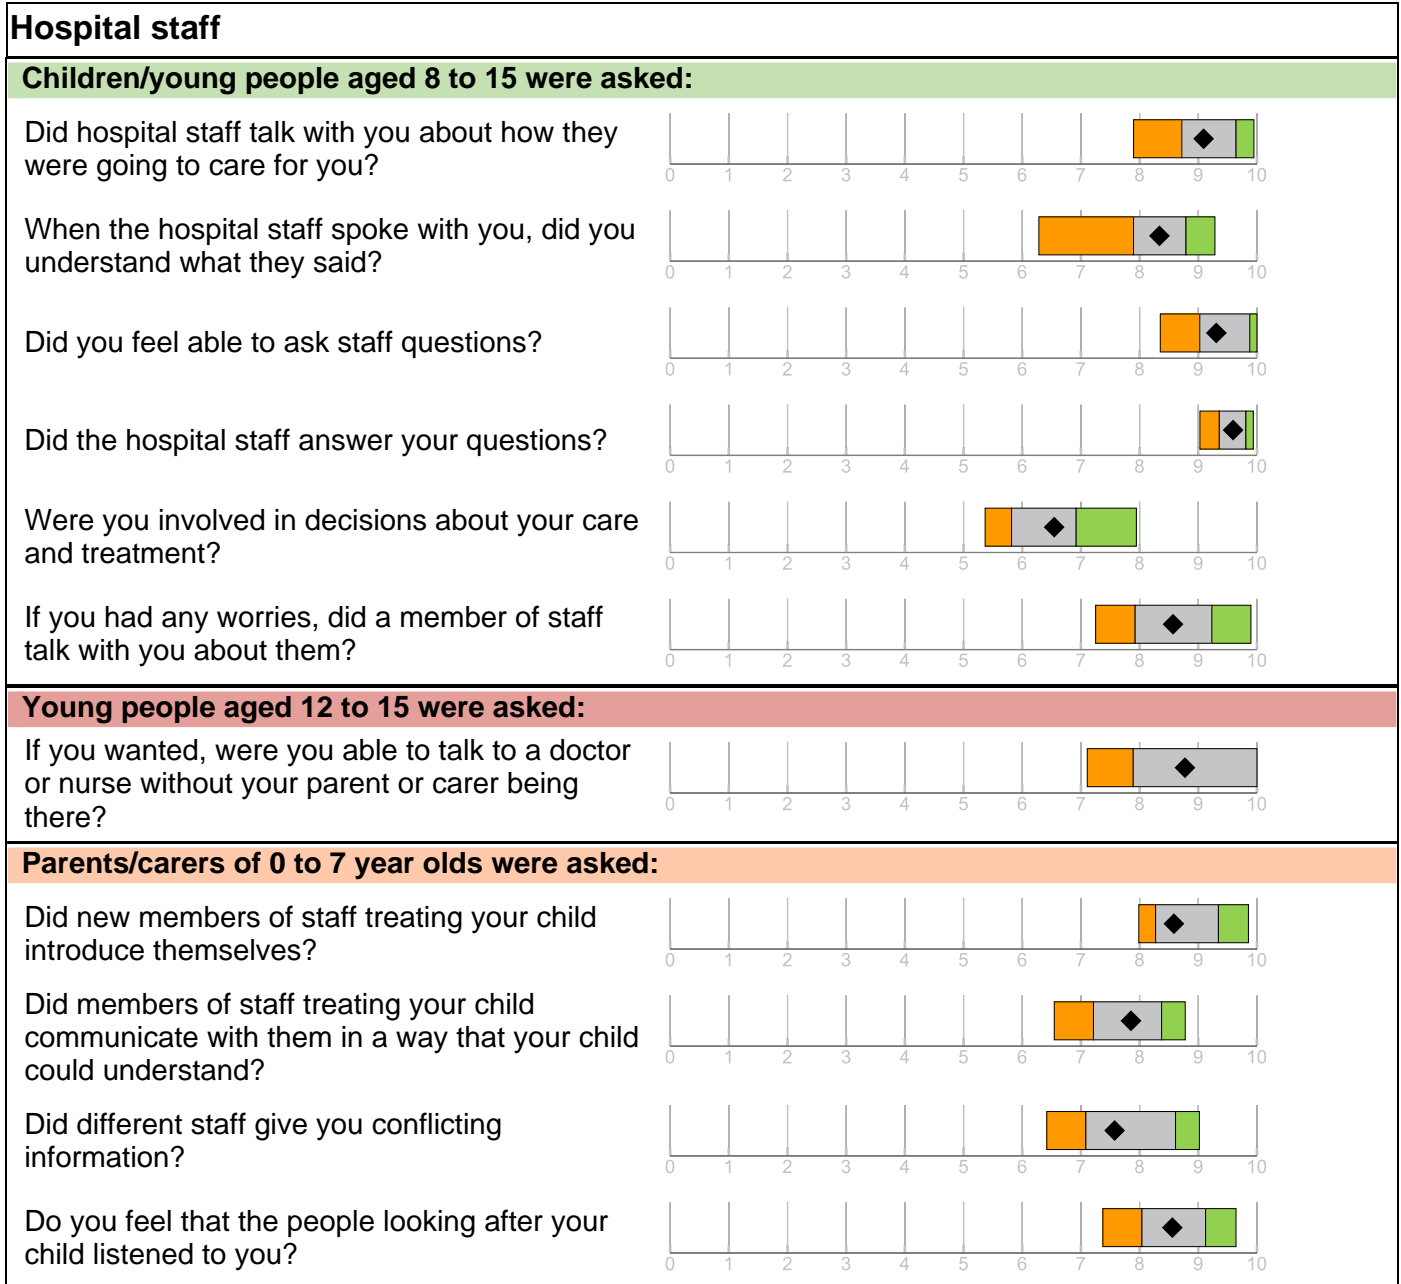 Hospital staff
Children/young people aged 8 to 15 were asked:
Did hospital staff talk with you about how they
were going to care for you?
0 1 2 3 4 5 6 7 8 9 10
When the hospital staff spoke with you, did you
understand what they said?
0 1 2 3 4 5 6 7 8 9 10
Did you feel able to ask staff questions?
0 1 2 3 4 5 6 7 8 9 10
Did the hospital staff answer your questions?
0 1 2 3 4 5 6 7 8 9 10
Were you involved in decisions about your care
and treatment?
0 1 2 3 4 5 6 7 8 9 10
If you had any worries, did a member of staff
talk with you about them?
0 1 2 3 4 5 6 7 8 9 10
Young people aged 12 to 15 were asked:
If you wanted, were you able to talk to a doctor
or nurse without your parent or carer being
there?
0 1 2 3 4 5 6 7 8 9 10
Parents/carers of 0 to 7 year olds were asked:
Did new members of staff treating your child
introduce themselves?
0 1 2 3 4 5 6 7 8 9 10
Did members of staff treating your child
communicate with them in a way that your child
could understand?
0 1 2 3 4 5 6 7 8 9 10
Did different staff give you conflicting
information?
0 1 2 3 4 5 6 7 8 9 10
Do you feel that the people looking after your
child listened to you?
0 1 2 3 4 5 6 7 8 9 10